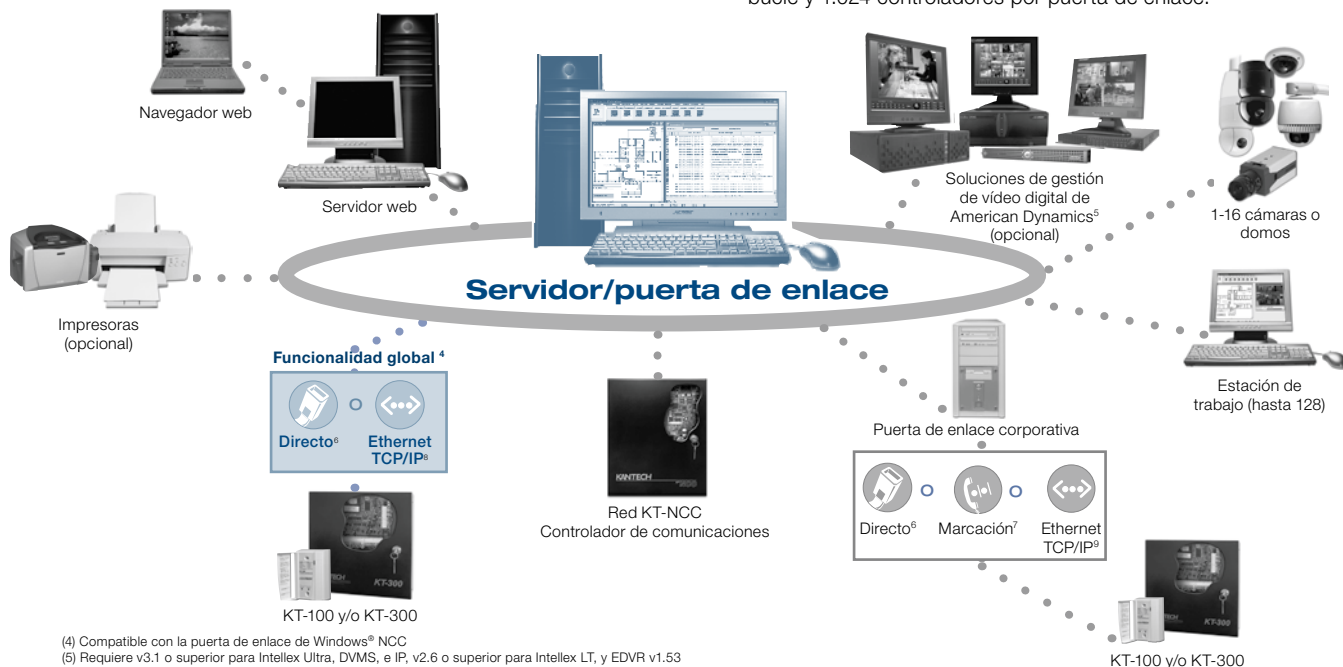 bucle y 1.024 controladores por puerta de enlace.
Navegador web
Servidor web
Soluciones de gestión
de vídeo digital de
American Dynamics⁵
(opcional)
1-16 cámaras o
domos
Servidor/puerta de enlace
Impresoras
(opcional)
Funcionalidad global ⁴
Directo⁶
O
Ethernet
TCP/IP⁸
KANTECH
Red KT-NCC
Controlador de comunicaciones
Puerta de enlace corporativa
Estación de
trabajo (hasta 128)
Directo⁶
O
Marcación⁷
O
Ethernet
TCP/IP⁹
KT-300
KT-100 y/o KT-300
KT-300
KT-100 y/o KT-300
(4) Compatible con la puerta de enlace de Windows® NCC
(5) Requiere v3.1 o superior para Intellex Ultra, DVMS, e IP, v2.6 o superior para Intellex LT, y EDVR v1.53